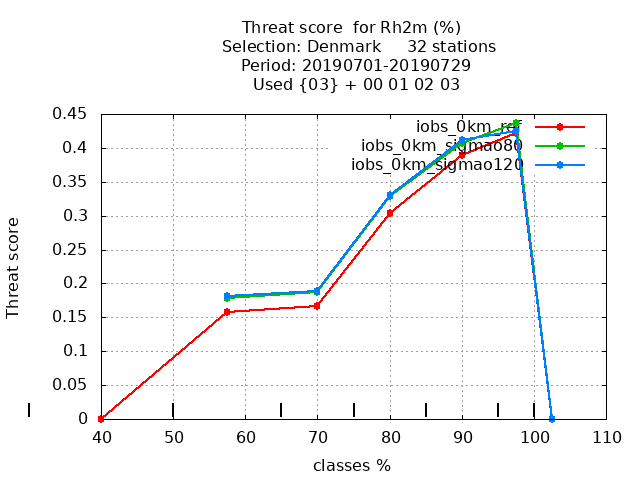 Threat score  for Rh2m (%)
Selection: Denmark     32 stations
Period: 20190701-20190729
Used {03} + 00 01 02 03
0.45
0.4
0.35
0.3
0.25
0.2
0.15
0.1
0.05
0
Threat score
iobs_0km_ref
iobs_0km_sigmao80
iobs_0km_sigmao120
40 50 60 70 80 90 100 110
classes %